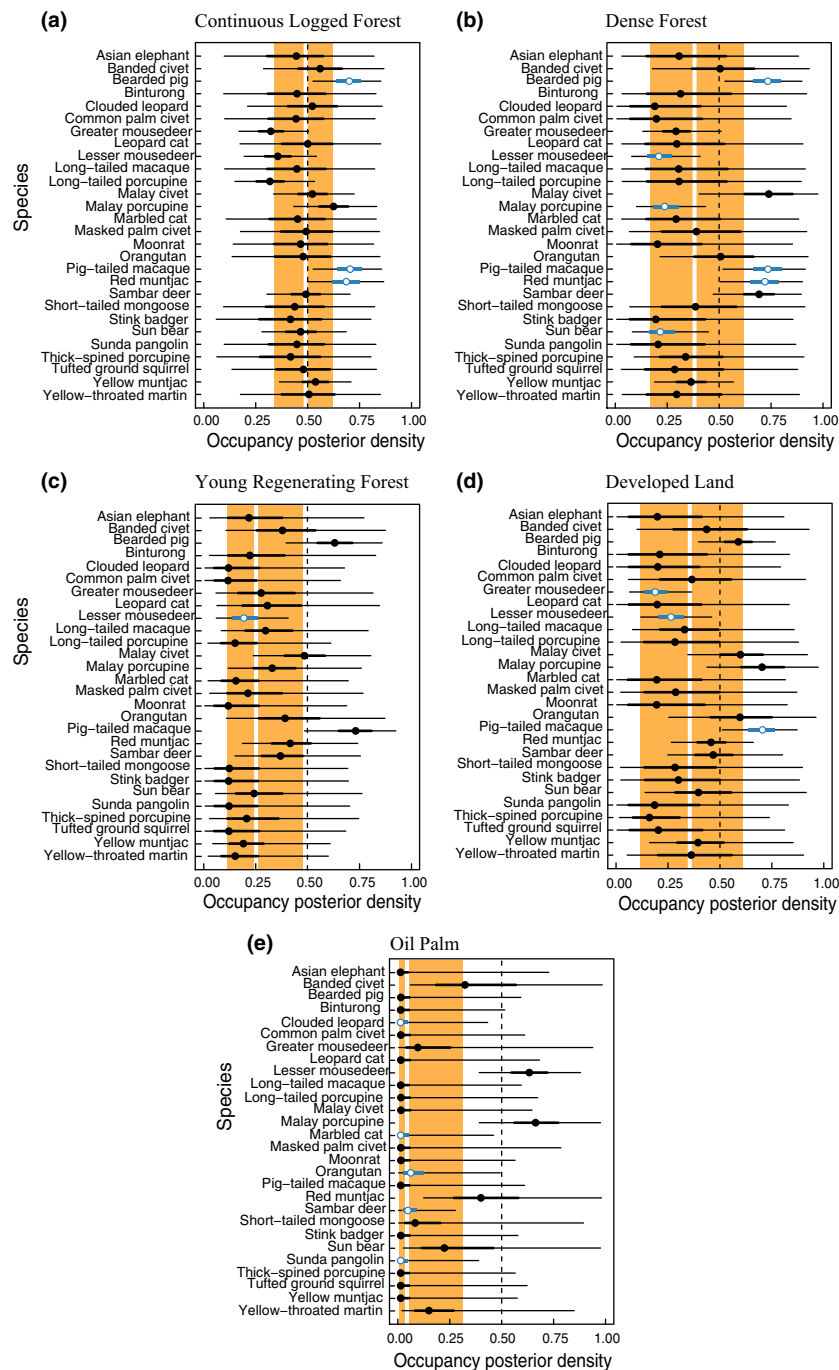 (a)
Continuous Logged Forest
Species
Asian elephant
Banded civet
Bearded pig
Binturong
Clouded leopard
Common palm civet
Greater mousedeer
Leopard cat
Lesser mousedeer
Long−tailed macaque
Long−tailed porcupine
Malay civet
Malay porcupine
Marbled cat
Masked palm civet
Moonrat
Orangutan
Pig−tailed macaque
Red muntjac
Sambar deer
Short−tailed mongoose
Stink badger
Sun bear
Sunda pangolin
Thick−spined porcupine
Tufted ground squirrel
Yellow muntjac
Yellow−throated martin
0.00 0.25 0.50 0.75 1.00
Occupancy posterior density
(b)
Dense Forest
Asian elephant
Banded civet
Bearded pig
Binturong
Clouded leopard
Common palm civet
Greater mousedeer
Leopard cat
Lesser mousedeer
Long−tailed macaque
Long−tailed porcupine
Malay civet
Malay porcupine
Marbled cat
Masked palm civet
Moonrat
Orangutan
Pig−tailed macaque
Red muntjac
Sambar deer
Short−tailed mongoose
Stink badger
Sun bear
Sunda pangolin
Thick−spined porcupine
Tufted ground squirrel
Yellow muntjac
Yellow−throated martin
0.00 0.25 0.50 0.75 1.00
Occupancy posterior density
(c)
Young Regenerating Forest
Species
Asian elephant
Banded civet
Bearded pig
Binturong
Clouded leopard
Common palm civet
Greater mousedeer
Leopard cat
Lesser mousedeer
Long−tailed macaque
Long−tailed porcupine
Malay civet
Malay porcupine
Marbled cat
Masked palm civet
Moonrat
Orangutan
Pig−tailed macaque
Red muntjac
Sambar deer
Short−tailed mongoose
Stink badger
Sun bear
Sunda pangolin
Thick−spined porcupine
Tufted ground squirrel
Yellow muntjac
Yellow−throated martin
0.00 0.25 0.50 0.75 1.00
Occupancy posterior density
(d)
Developed Land
Asian elephant
Banded civet
Bearded pig
Binturong
Clouded leopard
Common palm civet
Greater mousedeer
Leopard cat
Lesser mousedeer
Long−tailed macaque
Long−tailed porcupine
Malay civet
Malay porcupine
Marbled cat
Masked palm civet
Moonrat
Orangutan
Pig−tailed macaque
Red muntjac
Sambar deer
Short−tailed mongoose
Stink badger
Sun bear
Sunda pangolin
Thick−spined porcupine
Tufted ground squirrel
Yellow muntjac
Yellow−throated martin
0.00 0.25 0.50 0.75 1.00
Occupancy posterior density
(e)
Oil Palm
Species
Asian elephant
Banded civet
Bearded pig
Binturong
Clouded leopard
Common palm civet
Greater mousedeer
Leopard cat
Lesser mousedeer
Long−tailed macaque
Long−tailed porcupine
Malay civet
Malay porcupine
Marbled cat
Masked palm civet
Moonrat
Orangutan
Pig−tailed macaque
Red muntjac
Sambar deer
Short−tailed mongoose
Stink badger
Sun bear
Sunda pangolin
Thick−spined porcupine
Tufted ground squirrel
Yellow muntjac
Yellow−throated martin
0.00 0.25 0.50 0.75 1.00
Occupancy posterior density